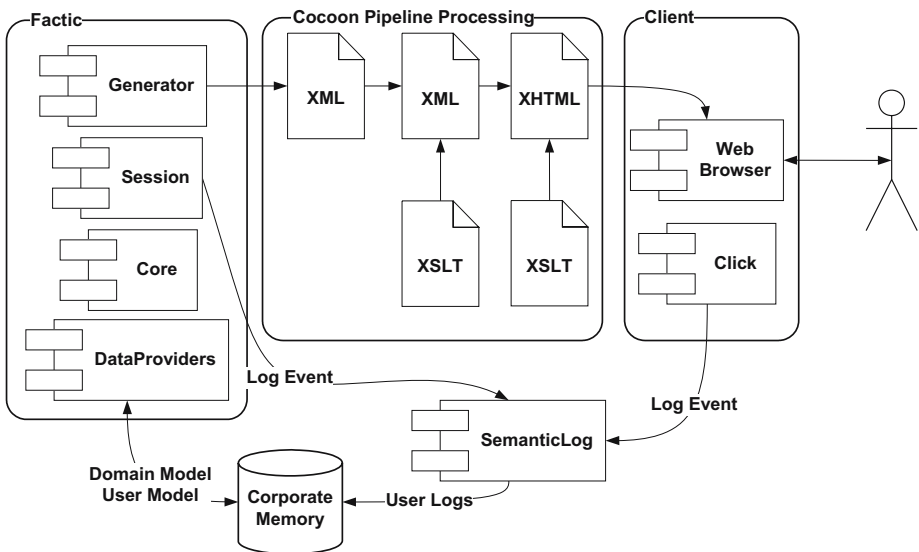 Factic
Cocoon Pipeline Processing
Client
Generator
XML
XML
XHTML
Web
Browser
Session
XSLT
XSLT
Click
Core
DataProviders
Log Event
Log Event
SemanticLog
Domain Model
User Model
Corporate
Memory
User Logs